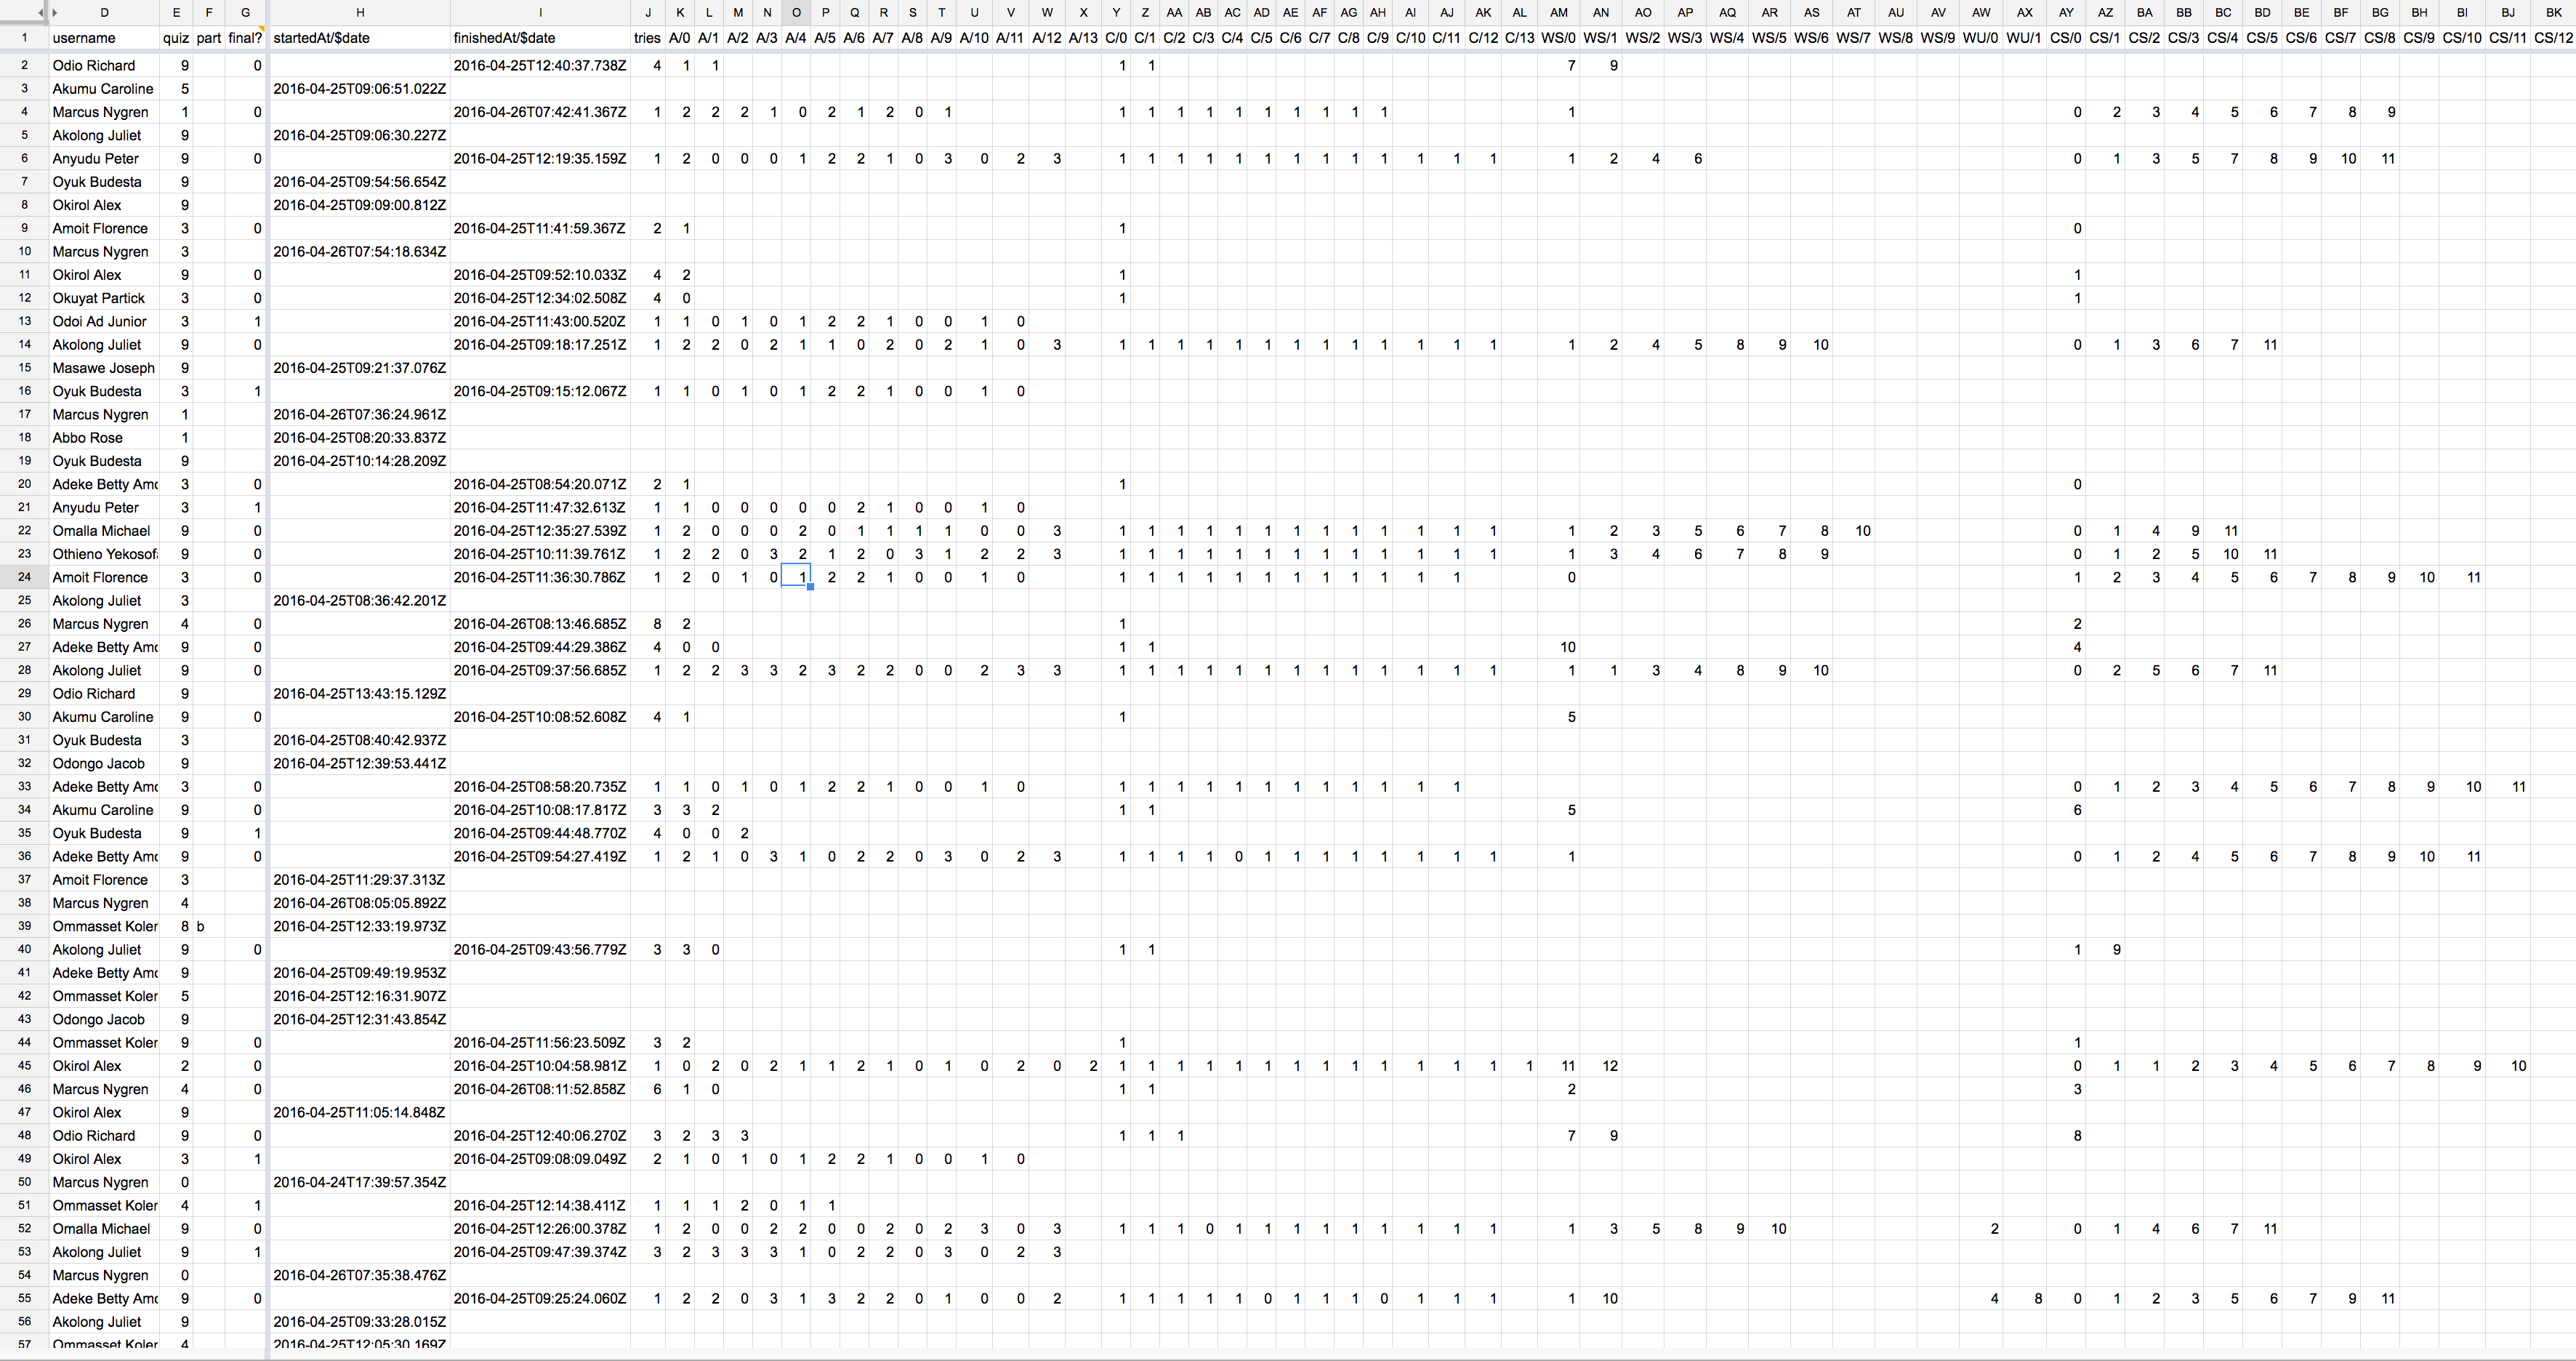 D E F G H I J K L M N O P Q R S T U V W X Y Z AA AB AC AD AE AF AG AH AI AJ AK AL AM AN AO AP AQ AR AS AT AU AV AW AX AY AZ BA BB BC BD BE BF BG BH BI BJ BK
1 username quiz part final? startedAt/$date finishedAt/$date tries A/0 A/1 A/2 A/3 A/4 A/5 A/6 A/7 A/8 A/9 A/10 A/11 A/12 A/13 C/0 C/1 C/2 C/3 C/4 C/5 C/6 C/7 C/8 C/9 C/10 C/11 C/12 C/13 WS/0 WS/1 WS/2 WS/3 WS/4 WS/5 WS/6 WS/7 WS/8 WS/9 WU/0 WU/1 CS/0 CS/1 CS/2 CS/3 CS/4 CS/5 CS/6 CS/7 CS/8 CS/9 CS/10 CS/11 CS/12
2 Odio Richard 9 0 2016-04-25T12:40:37.738Z 4 1 1 1 1 7 9
3 Akumu Caroline 5 2016-04-25T09:06:51.022Z
4 Marcus Nygren 1 0 2016-04-26T07:42:41.367Z 1 2 2 2 1 0 2 1 2 0 1 1 1 1 1 1 1 1 1 1 1 1 0 2 3 4 5 6 7 8 9
5 Akolong Juliet 9 2016-04-25T09:06:30.227Z
6 Anyudu Peter 9 0 2016-04-25T12:19:35.159Z 1 2 0 0 0 1 2 2 1 0 3 0 2 3 1 1 1 1 1 1 1 1 1 1 1 1 1 1 2 4 6 0 1 3 5 7 8 9 10 11
7 Oyuk Budesta 9 2016-04-25T09:54:56.654Z
8 Okirol Alex 9 2016-04-25T09:09:00.812Z
9 Amoit Florence 3 0 2016-04-25T11:41:59.367Z 2 1 1 0
10 Marcus Nygren 3 2016-04-26T07:54:18.634Z
11 Okirol Alex 9 0 2016-04-25T09:52:10.033Z 4 2 1 1
12 Okuyat Partick 3 0 2016-04-25T12:34:02.508Z 4 0 1 1
13 Odoi Ad Junior 3 1 2016-04-25T11:43:00.520Z 1 1 0 1 0 1 2 2 1 0 0 1 0
14 Akolong Juliet 9 0 2016-04-25T09:18:17.251Z 1 2 2 0 2 1 1 0 2 0 2 1 0 3 1 1 1 1 1 1 1 1 1 1 1 1 1 1 2 4 5 8 9 10 0 1 3 6 7 11
15 Masawe Joseph 9 2016-04-25T09:21:37.076Z
16 Oyuk Budesta 3 1 2016-04-25T09:15:12.067Z 1 1 0 1 0 1 2 2 1 0 0 1 0
17 Marcus Nygren 1 2016-04-26T07:36:24.961Z
18 Abbo Rose 1 2016-04-25T08:20:33.837Z
19 Oyuk Budesta 9 2016-04-25T10:14:28.209Z
20 Adeke Betty Amo 3 0 2016-04-25T08:54:20.071Z 2 1 1 0
21 Anyudu Peter 3 1 2016-04-25T11:47:32.613Z 1 1 0 0 0 0 0 2 1 0 0 1 0
22 Omalla Michael 9 0 2016-04-25T12:35:27.539Z 1 2 0 0 0 2 0 1 1 1 1 0 0 3 1 1 1 1 1 1 1 1 1 1 1 1 1 1 2 3 5 6 7 8 10 0 1 4 9 11
23 Othieno Yekosofa 9 0 2016-04-25T10:11:39.761Z 1 2 2 0 3 2 1 2 0 3 1 2 2 3 1 1 1 1 1 1 1 1 1 1 1 1 1 1 3 4 6 7 8 9 0 1 2 5 10 11
24 Amoit Florence 3 0 2016-04-25T11:36:30.786Z 1 2 0 1 0 1 2 2 1 0 0 1 0 1 1 1 1 1 1 1 1 1 1 1 1 0 1 2 3 4 5 6 7 8 9 10 11
25 Akolong Juliet 3 2016-04-25T08:36:42.201Z
26 Marcus Nygren 4 0 2016-04-26T08:13:46.685Z 8 2 1 2
27 Adeke Betty Amo 9 0 2016-04-25T09:44:29.386Z 4 0 0 1 1 10 4
28 Akolong Juliet 9 0 2016-04-25T09:37:56.685Z 1 2 2 3 3 2 3 2 2 0 0 2 3 3 1 1 1 1 1 1 1 1 1 1 1 1 1 1 1 3 4 8 9 10 0 2 5 6 7 11
29 Odio Richard 9 2016-04-25T13:43:15.129Z
30 Akumu Caroline 9 0 2016-04-25T10:08:52.608Z 4 1 1 5
31 Oyuk Budesta 3 2016-04-25T08:40:42.937Z
32 Odongo Jacob 9 2016-04-25T12:39:53.441Z
33 Adeke Betty Amo 3 0 2016-04-25T08:58:20.735Z 1 1 0 1 0 1 2 2 1 0 0 1 0 1 1 1 1 1 1 1 1 1 1 1 1 0 1 2 3 4 5 6 7 8 9 10 11
34 Akumu Caroline 9 0 2016-04-25T10:08:17.817Z 3 3 2 1 1 5 6
35 Oyuk Budesta 9 1 2016-04-25T09:44:48.770Z 4 0 0 2
36 Adeke Betty Amo 9 0 2016-04-25T09:54:27.419Z 1 2 1 0 3 1 0 2 2 0 3 0 2 3 1 1 1 1 0 1 1 1 1 1 1 1 1 1 0 1 2 4 5 6 7 8 9 10 11
37 Amoit Florence 3 2016-04-25T11:29:37.313Z
38 Marcus Nygren 4 2016-04-26T08:05:05.892Z
39 Ommasset Koler 8 b 2016-04-25T12:33:19.973Z
40 Akolong Juliet 9 0 2016-04-25T09:43:56.779Z 3 3 0 1 1 1 9
41 Adeke Betty Amo 9 2016-04-25T09:49:19.953Z
42 Ommasset Koler 5 2016-04-25T12:16:31.907Z
43 Odongo Jacob 9 2016-04-25T12:31:43.854Z
44 Ommasset Koler 9 0 2016-04-25T11:56:23.509Z 3 2 1 1
45 Okirol Alex 2 0 2016-04-25T10:04:58.981Z 1 0 2 0 2 1 1 2 1 0 1 0 2 0 2 1 1 1 1 1 1 1 1 1 1 1 1 1 1 11 12 0 1 1 2 3 4 5 6 7 8 9 10
46 Marcus Nygren 4 0 2016-04-26T08:11:52.858Z 6 1 0 1 1 2 3
47 Okirol Alex 9 2016-04-25T11:05:14.848Z
48 Odio Richard 9 0 2016-04-25T12:40:06.270Z 3 2 3 3 1 1 1 7 9 8
49 Okirol Alex 3 1 2016-04-25T09:08:09.049Z 2 1 0 1 0 1 2 2 1 0 0 1 0
50 Marcus Nygren 0 2016-04-24T17:39:57.354Z
51 Ommasset Koler 4 1 2016-04-25T12:14:38.411Z 1 1 1 2 0 1 1
52 Omalla Michael 9 0 2016-04-25T12:26:00.378Z 1 2 0 0 2 2 0 0 2 0 2 3 0 3 1 1 1 0 1 1 1 1 1 1 1 1 1 1 3 5 8 9 10 2 0 1 4 6 7 11
53 Akolong Juliet 9 1 2016-04-25T09:47:39.374Z 3 2 3 3 3 1 0 2 2 0 3 0 2 3
54 Marcus Nygren 0 2016-04-26T07:35:38.476Z
55 Adeke Betty Amo 9 0 2016-04-25T09:25:24.060Z 1 2 2 0 3 1 3 2 2 0 1 0 0 2 1 1 1 1 1 0 1 1 1 0 1 1 1 1 10 4 8 0 1 2 3 5 6 7 9 11
56 Akolong Juliet 9 2016-04-25T09:33:28.015Z
57 Ommasset Koler 4 2016-04-25T12:05:30.169Z